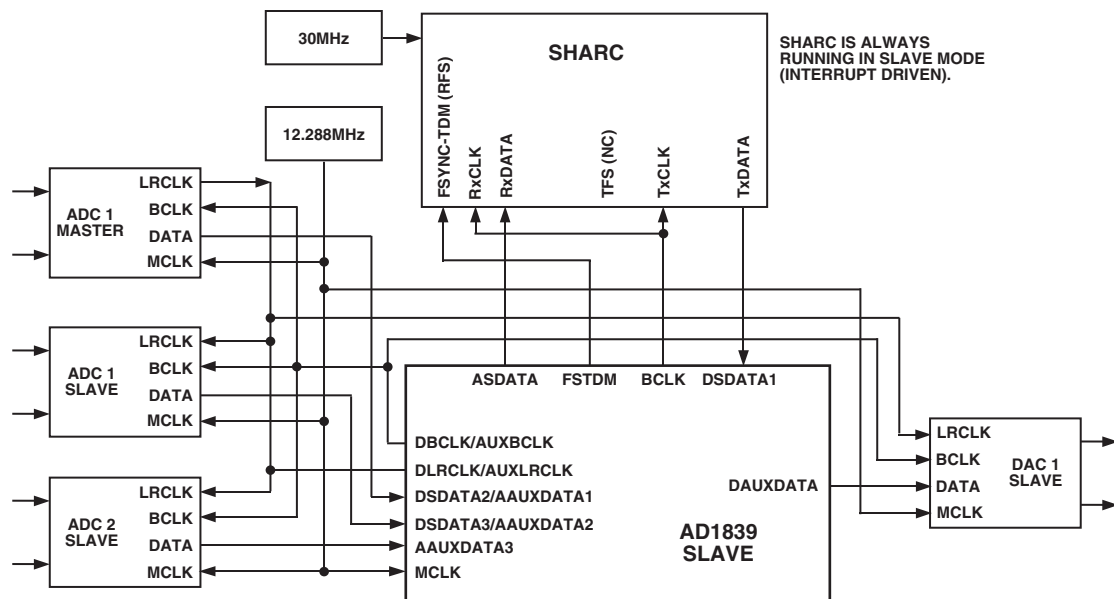 30MHz
SHARC
SHARC IS ALWAYS
RUNNING IN SLAVE MODE
(INTERRUPT DRIVEN).
12.288MHz
FSYNC-TDM (RFS)
RxCLK
RxDATA
TFS (NC)
TxCLK
TxDATA
ADC 1
MASTER
LRCLK
BCLK
DATA
MCLK
ADC 1
SLAVE
LRCLK
BCLK
DATA
MCLK
ADC 2
SLAVE
LRCLK
BCLK
DATA
MCLK
ASDATA
FSTDM
BCLK
DSDATA1
DBCLK/AUXBCLK
DLRCLK/AUXLRCLK
DSDATA2/AAUXDATA1
DSDATA3/AAUXDATA2
AAUXDATA3
MCLK
DAUXDATA
AD1839
SLAVE
LRCLK
BCLK
DATA
MCLK
DAC 1
SLAVE